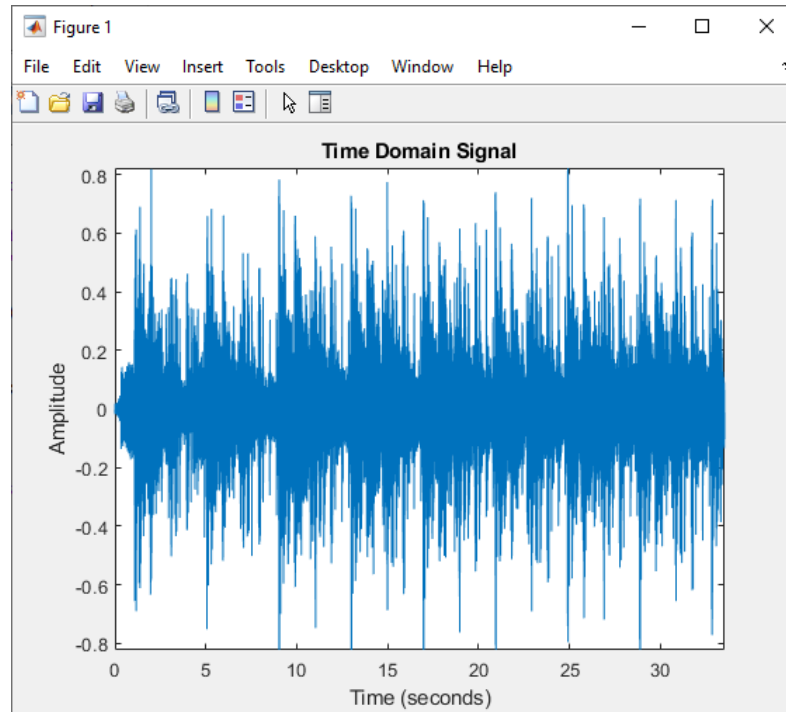 Figure 1
File Edit View Insert Tools Desktop Window Help
Time Domain Signal
0.8
0.6
0.4
0.2
0
-0.2
-0.4
-0.6
-0.8
Amplitude
0 5 10 15 20 25 30
Time (seconds)